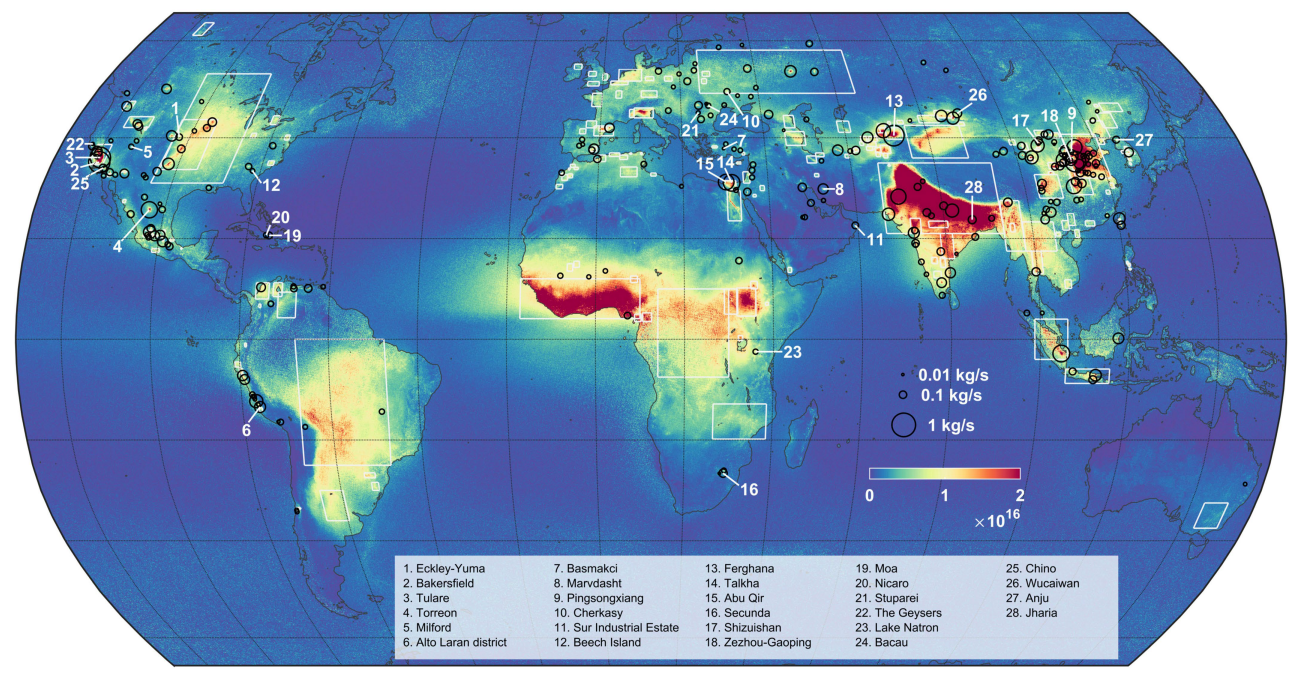 1
26
13
17
18
9
22
3
2
25
5
12
21
24
10
7
27
15
14
8
28
20
19
4
11
23
6
16
0.01 kg/s
0.1 kg/s
1 kg/s
0 1 2
×10^16
1. Eckley-Yuma
2. Bakersfield
3. Tulare
4. Torreon
5. Milford
6. Alto Laran district
7. Basmakci
8. Marvdasht
9. Pingsongxiang
10. Cherkasy
11. Sur Industrial Estate
12. Beech Island
13. Ferghana
14. Talkha
15. Abu Qir
16. Secunda
17. Shizuishan
18. Zezhou-Gaoping
19. Moa
20. Nicaro
21. Stuparei
22. The Geysers
23. Lake Natron
24. Bacau
25. Chino
26. Wucaiwan
27. Anju
28. Jharia